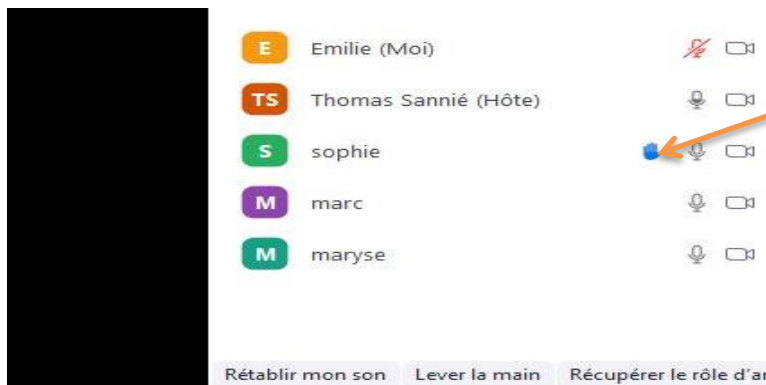 E Emilie (Moi)
TS Thomas Sannié (Hôte)
S sophie
M marc
M maryse
Rétablir mon son Lever la main Récupérer le rôle d'